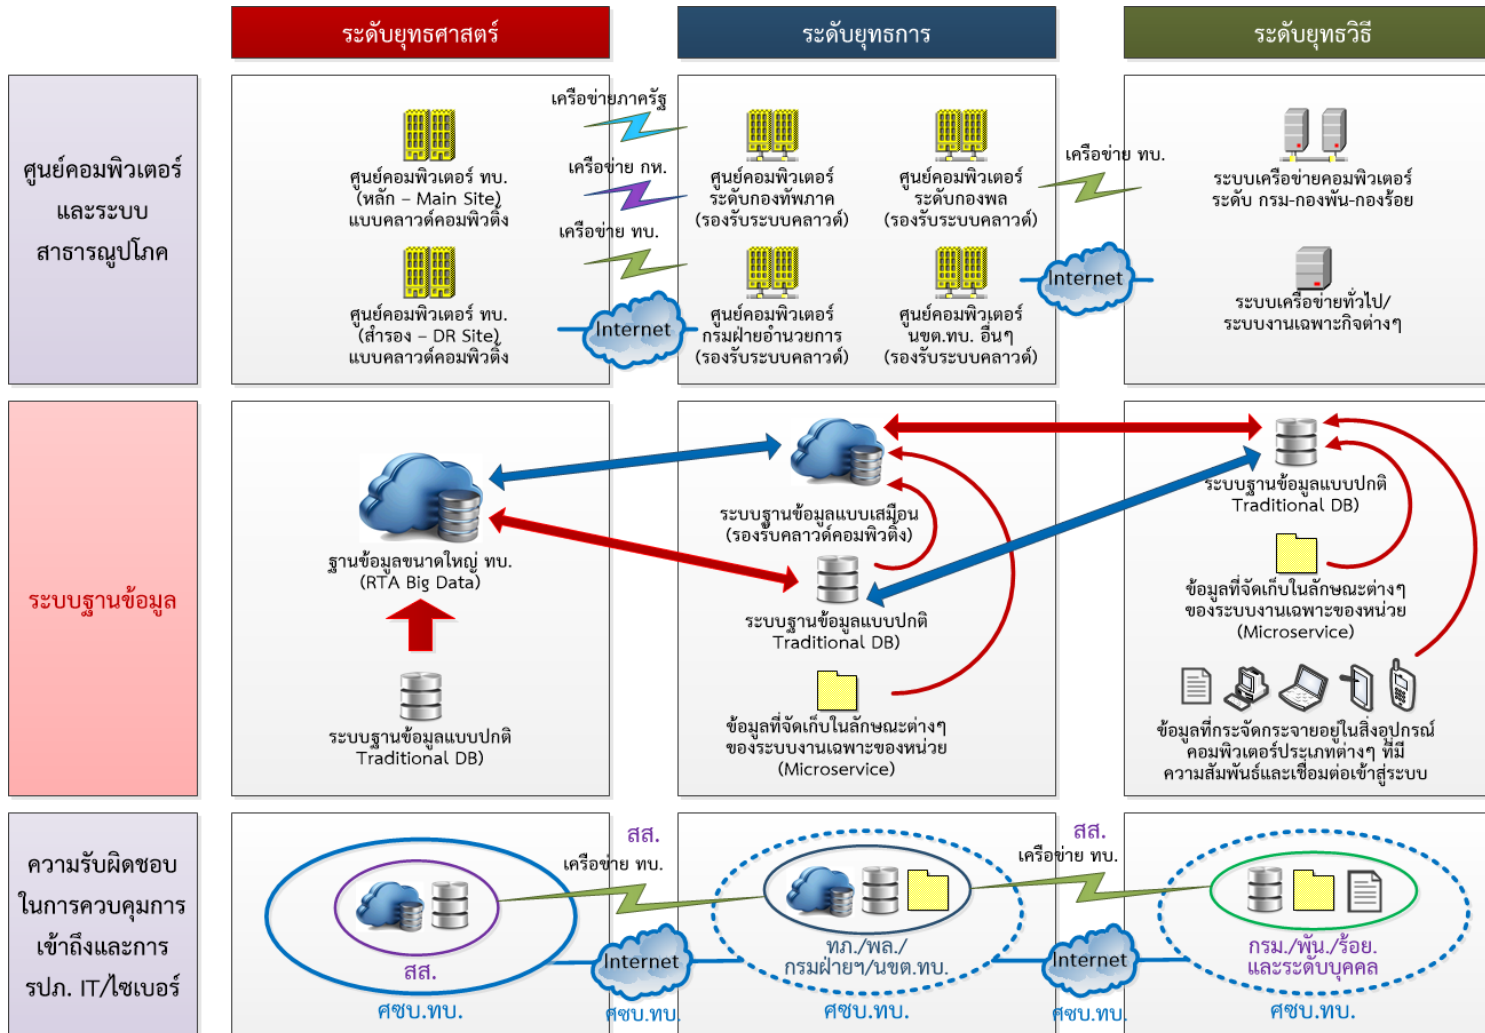 ระดับยุทธศาสตร์
ระดับยุทธการ
ระดับยุทธวิธี
ศูนย์คอมพิวเตอร์
และระบบ
สาธารณูปโภค
ศูนย์คอมพิวเตอร์ ทบ.
(หลัก – Main Site)
แบบคลาวด์คอมพิวติ้ง
ศูนย์คอมพิวเตอร์ ทบ.
(สำรอง – DR Site)
แบบคลาวด์คอมพิวติ้ง
เครือข่ายภาครัฐ
เครือข่าย กห.
เครือข่าย ทบ.
Internet
ศูนย์คอมพิวเตอร์
ระดับกองทัพภาค
(รองรับระบบคลาวด์)
ศูนย์คอมพิวเตอร์
ระดับกองพล
(รองรับระบบคลาวด์)
ศูนย์คอมพิวเตอร์
กรมฝ่ายอำนวยการ
(รองรับระบบคลาวด์)
ศูนย์คอมพิวเตอร์
นขต.ทบ. อื่นๆ
(รองรับระบบคลาวด์)
เครือข่าย ทบ.
Internet
ระบบเครือข่ายคอมพิวเตอร์
ระดับ กรม-กองพัน-กองร้อย
ระบบเครือข่ายทั่วไป/
ระบบงานเฉพาะกิจต่างๆ
ระบบฐานข้อมูล
ฐานข้อมูลขนาดใหญ่ ทบ.
(RTA Big Data)
ระบบฐานข้อมูลแบบปกติ
Traditional DB)
ระบบฐานข้อมูลแบบเสมือน
(รองรับคลาวด์คอมพิวติ้ง)
ระบบฐานข้อมูลแบบปกติ
Traditional DB)
ข้อมูลที่จัดเก็บในลักษณะต่างๆ
ของระบบงานเฉพาะของหน่วย
(Microservice)
ระบบฐานข้อมูลแบบปกติ
Traditional DB)
ข้อมูลที่จัดเก็บในลักษณะต่างๆ
ของระบบงานเฉพาะของหน่วย
(Microservice)
ข้อมูลที่กระจัดกระจายอยู่ในสิ่งอุปกรณ์
คอมพิวเตอร์ประเภทต่างๆ ที่มี
ความสัมพันธ์และเชื่อมต่อเข้าสู่ระบบ
ความรับผิดชอบ
ในการควบคุมการ
เข้าถึงและการ
รปภ. IT/ไซเบอร์
สส.
ศซบ.ทบ.
สส.
เครือข่าย ทบ.
Internet
ศซบ.ทบ.
ทภ./พล./
กรมฝ่ายฯ/นขต.ทบ.
ศซบ.ทบ.
สส.
เครือข่าย ทบ.
Internet
ศซบ.ทบ.
กรม./พัน./ร้อย.
และระดับบุคคล
ศซบ.ทบ.